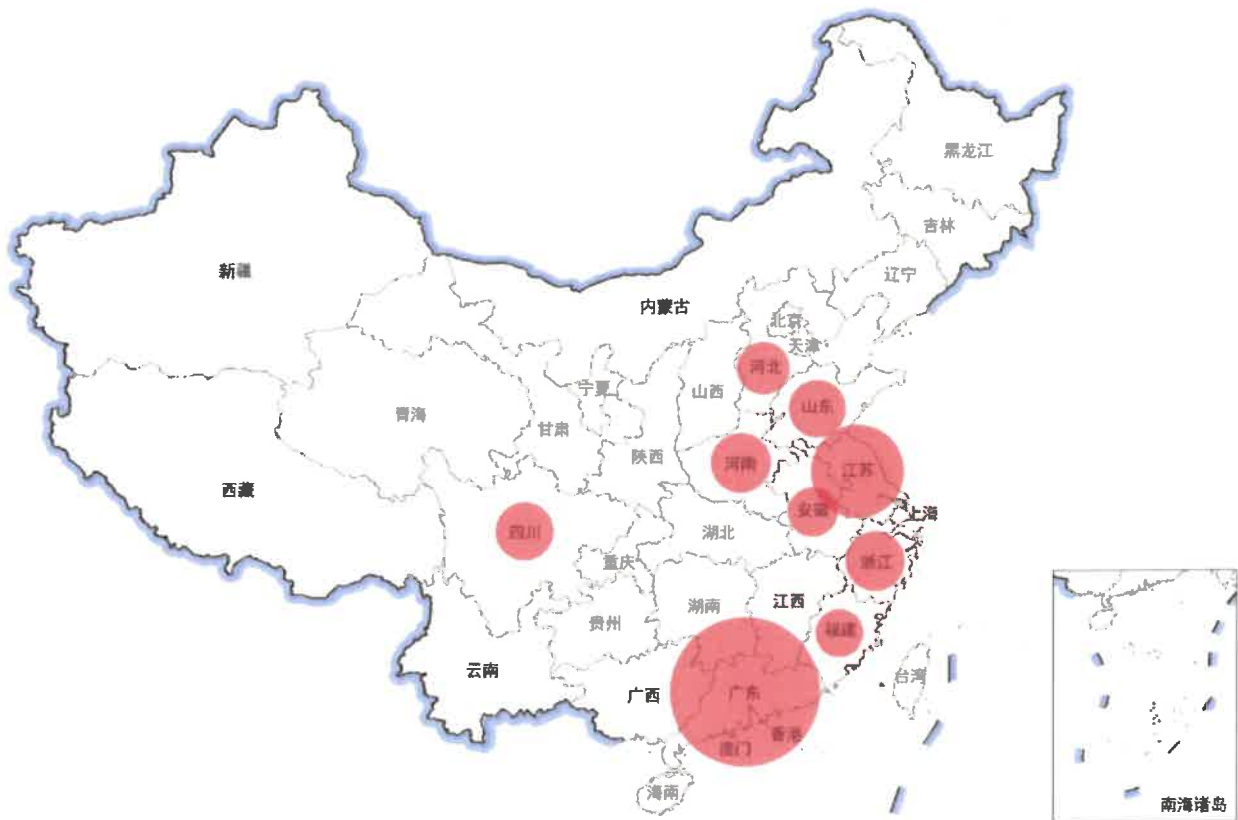 黑龙江
吉林
辽宁
新疆
内蒙古
北京
天津
河北
宁夏
山西
山东
青海
甘肃
陕西
河南
江苏
西藏
安徽
上海
四川
湖北
重庆
浙江
江西
湖南
贵州
福建
云南
广西
广东
台湾
香港
澳门
海南
南海诸岛